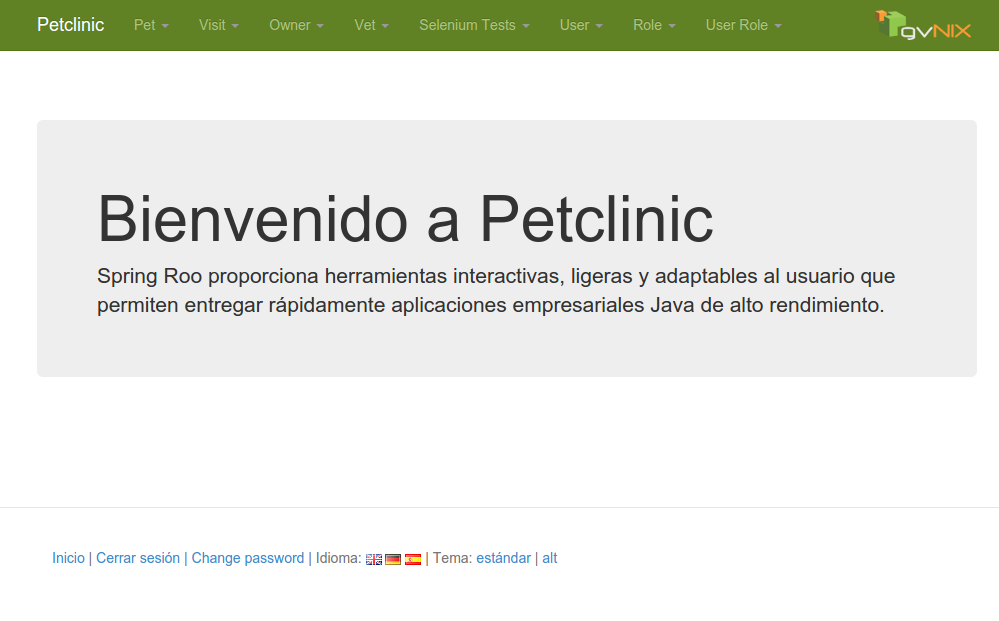 Petclinic Pet Visit Owner Vet Selenium Tests User Role User Role gvNIX
Bienvenido a Petclinic
Spring Roo proporciona herramientas interactivas, ligeras y adaptables al usuario que
permiten entregar rápidamente aplicaciones empresariales Java de alto rendimiento.
Inicio | Cerrar sesión | Change password | Idioma: | Tema: estándar | alt